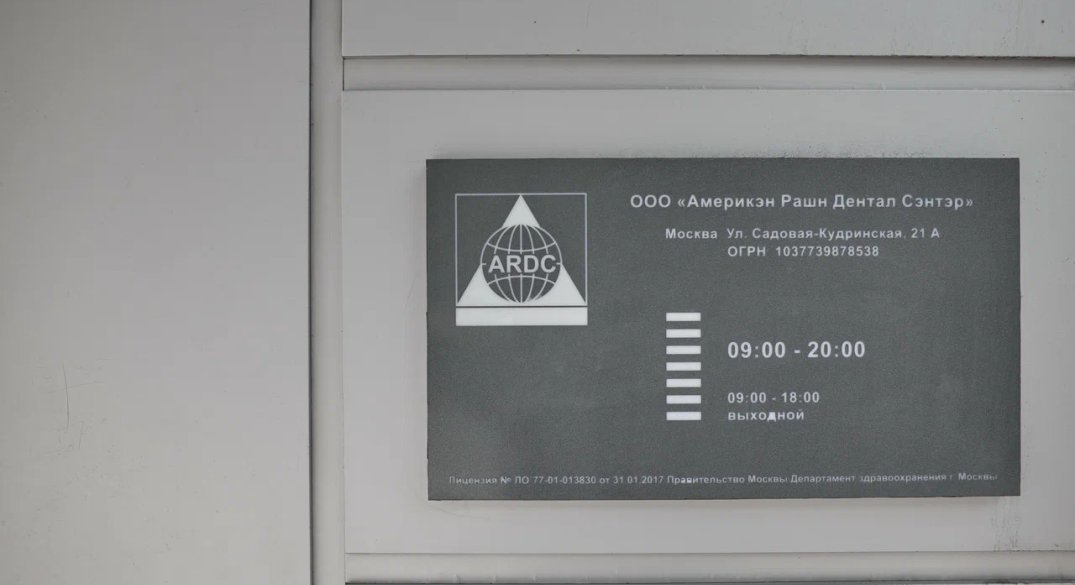 ООО «Америкэн Рашн Дентал Сэнтэр»
Москва Ул. Садовая-Кудринская, 21 А
ОГРН 1037739878538
ARDC
09:00 - 20:00
09:00 - 18:00
выходной
Лицензия № ЛО 77-01-013830 от 31.01.2017 Правительство Москвы Департамент здравоохранения г. Москвы